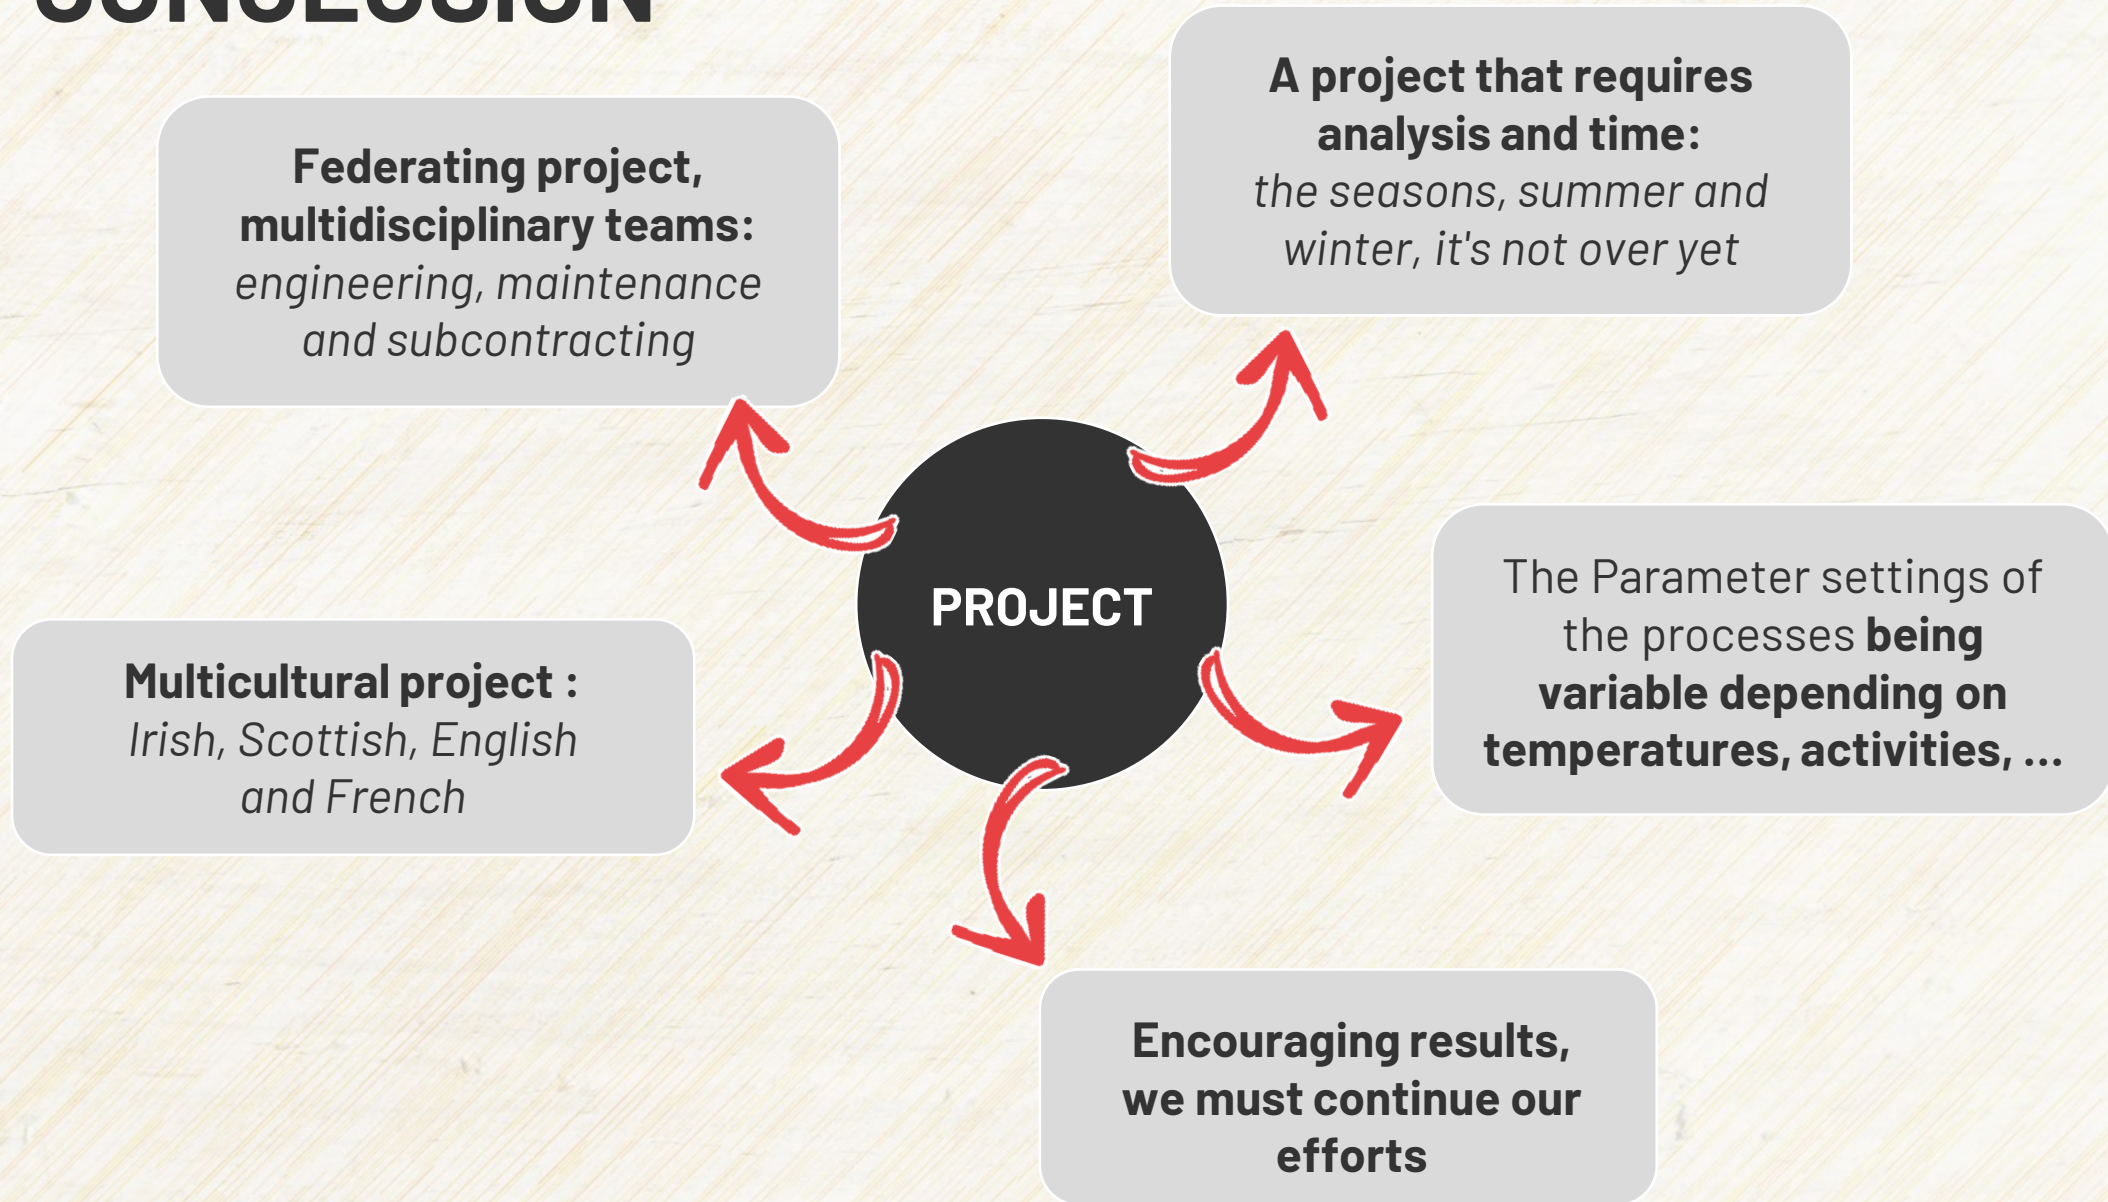 CONCLUSION
A project that requires
analysis and time:
the seasons, summer and
winter, it's not over yet
Federating project,
multidisciplinary teams:
engineering, maintenance
and subcontracting
PROJECT
The Parameter settings of
the processes being
variable depending on
temperatures, activities, ...
Multicultural project :
Irish, Scottish, English
and French
Encouraging results,
we must continue our
efforts